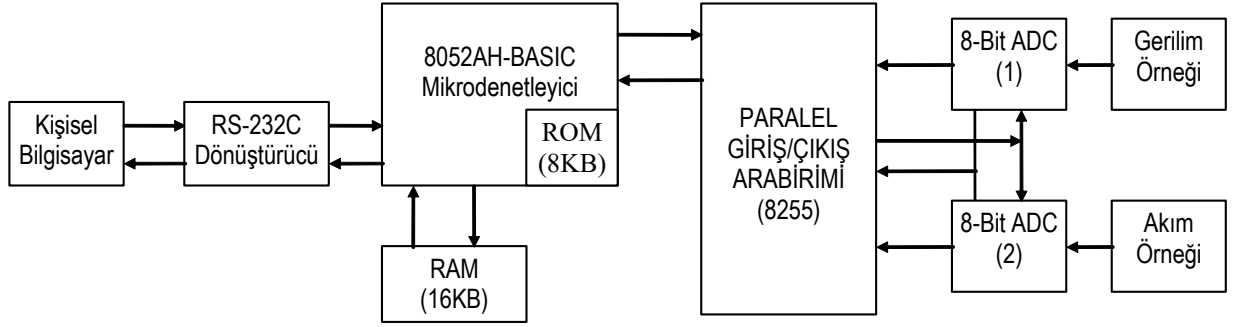 Kişisel
Bilgisayar
RS-232C
Dönüştürücü
8052AH-BASIC
Mikrodenetleyici
ROM
(8KB)
RAM
(16KB)
PARALEL
GİRİŞ/ÇIKIŞ
ARABİRİMİ
(8255)
8-Bit ADC
(1)
Gerilim
Örneği
8-Bit ADC
(2)
Akım
Örneği